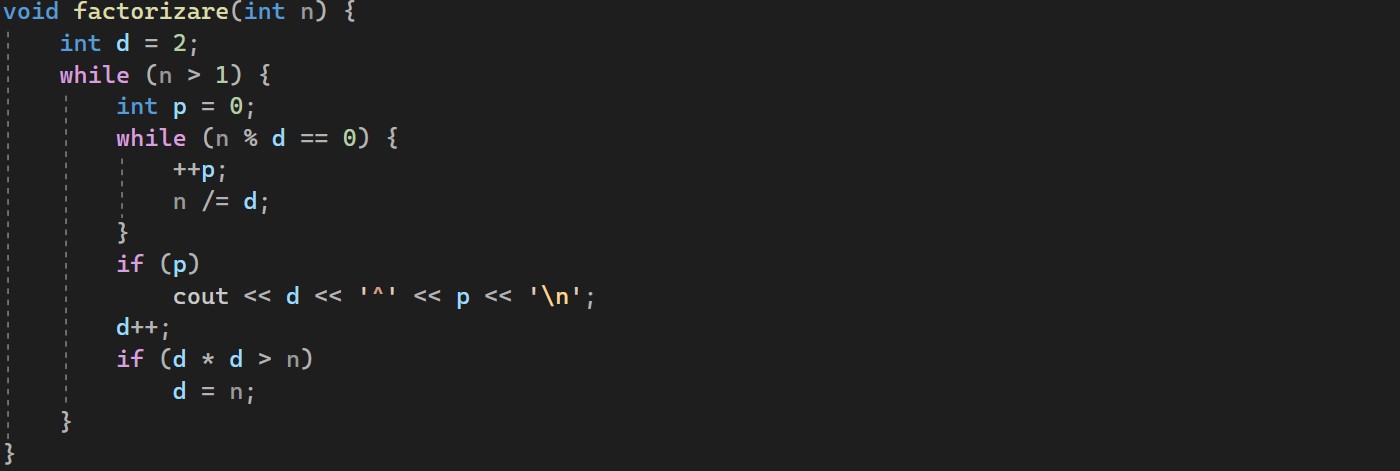 void factorizare(int n) {
    int d = 2;
    while (n > 1) {
        int p = 0;
        while (n % d == 0) {
            ++p;
            n /= d;
        }
        if (p)
            cout << d << '^' << p << '\n';
        d++;
        if (d * d > n)
            d = n;
    }
}